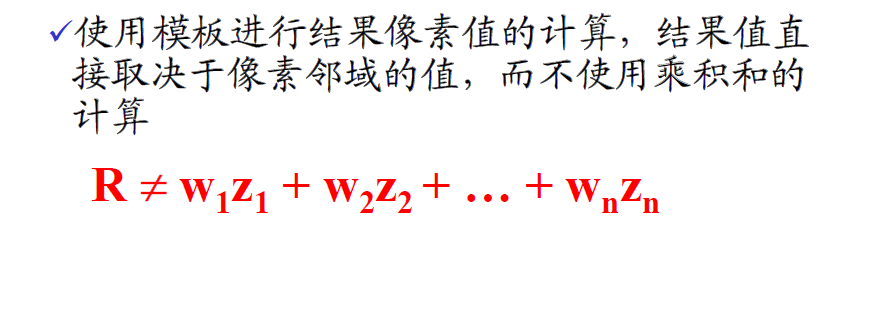 ✓使用模板进行结果像素值的计算，结果值直
接取决于像素邻域的值，而不使用乘积和的
计算
R ≠ w₁z₁ + w₂z₂ + … + wₙzₙ